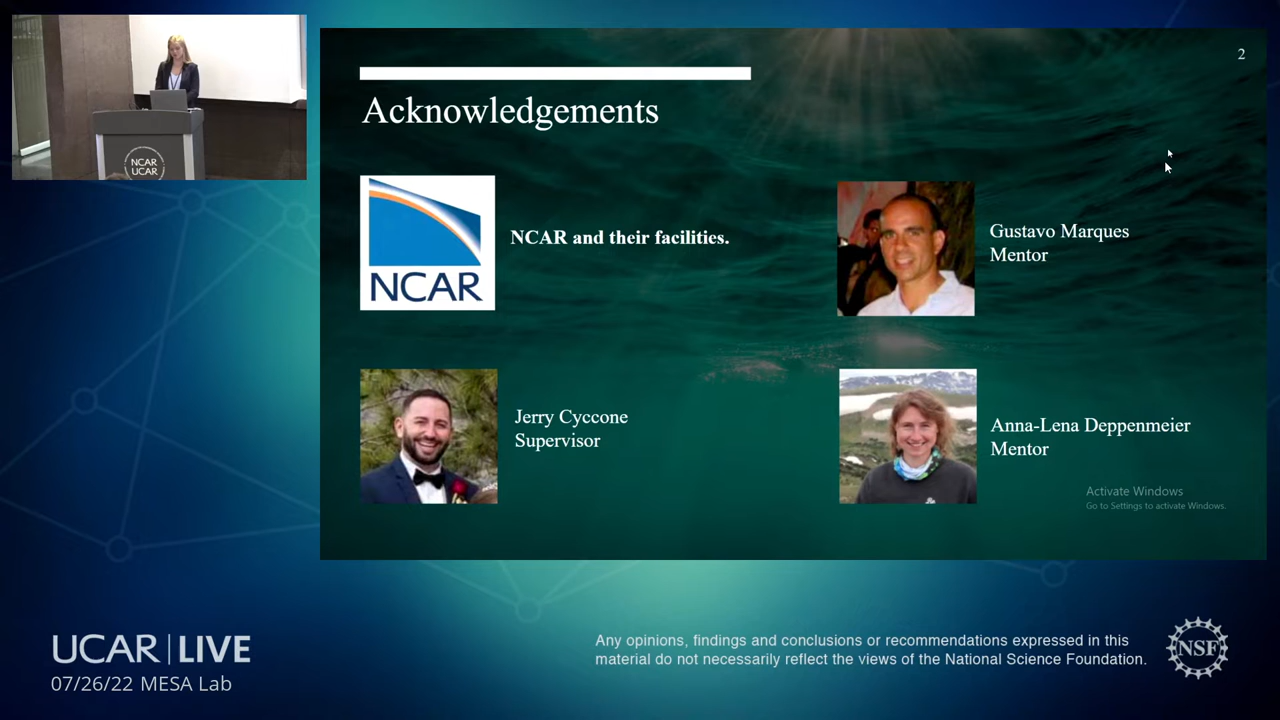 NCAR
UCAR
2
Acknowledgements
NCAR
NCAR and their facilities.
Gustavo Marques
Mentor
Jerry Cyccone
Supervisor
Anna-Lena Deppenmeier
Mentor
Activate Windows
Go to Settings to activate Windows.
UCAR | LIVE
07/26/22 MESA Lab
Any opinions, findings and conclusions or recommendations expressed in this
material do not necessarily reflect the views of the National Science Foundation.
NSF